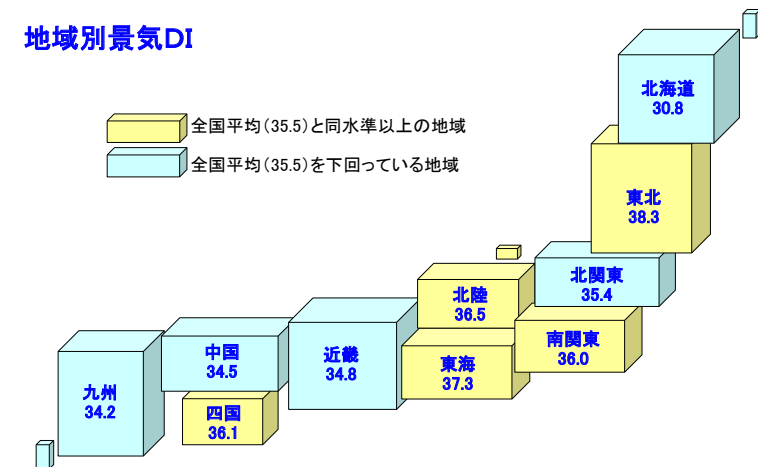 地域別景気DI
全国平均（35.5）と同水準以上の地域
全国平均（35.5）を下回っている地域
北海道
30.8
東北
38.3
北関東
35.4
北陸
36.5
南関東
36.0
東海
37.3
近畿
34.8
中国
34.5
四国
36.1
九州
34.2